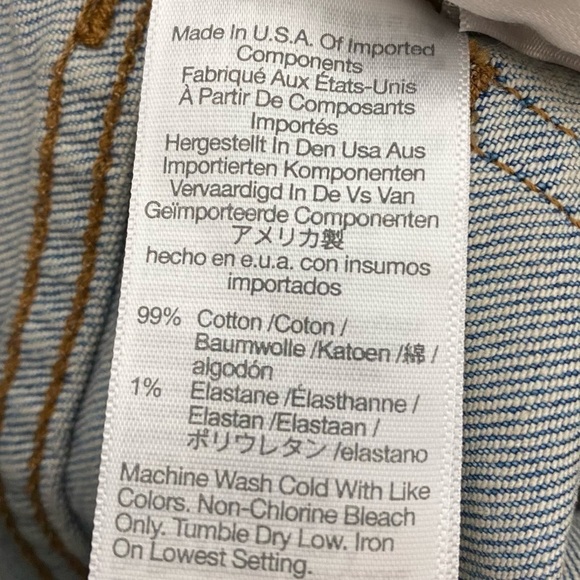 Made In U.S.A. Of Imported
Components
Fabriqué Aux États-Unis
À Partir De Composants
Importés
Hergestellt In Den Usa Aus
Importierten Komponenten
Vervaardigd In De Vs Van
Geïmporteerde Componenten
アメリカ製
hecho en e.u.a. con insumos
importados
99% Cotton /Coton /
Baumwolle /Katoen /綿 /
algodón
1% Elastane /Élasthanne /
Elastan /Elastaan /
ポリウレタン /elastano
Machine Wash Cold With Like
Colors. Non-Chlorine Bleach
Only. Tumble Dry Low. Iron
On Lowest Setting.